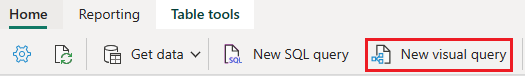 Home Reporting Table tools
Get data New SQL query New visual query